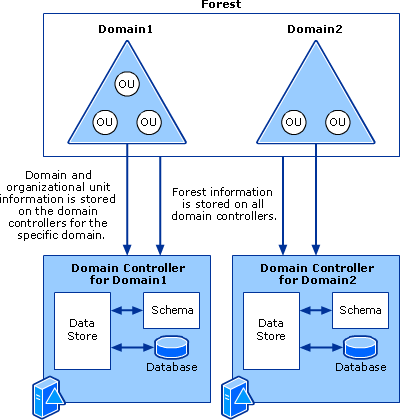 Forest
Domain1
Domain2
OU
OU
OU
OU
OU
Domain and
organizational unit
information is stored
on the domain
controllers for the
specific domain.
Forest information
is stored on all
domain controllers.
Domain Controller
for Domain1
Data
Store
Schema
Database
Domain Controller
for Domain2
Data
Store
Schema
Database